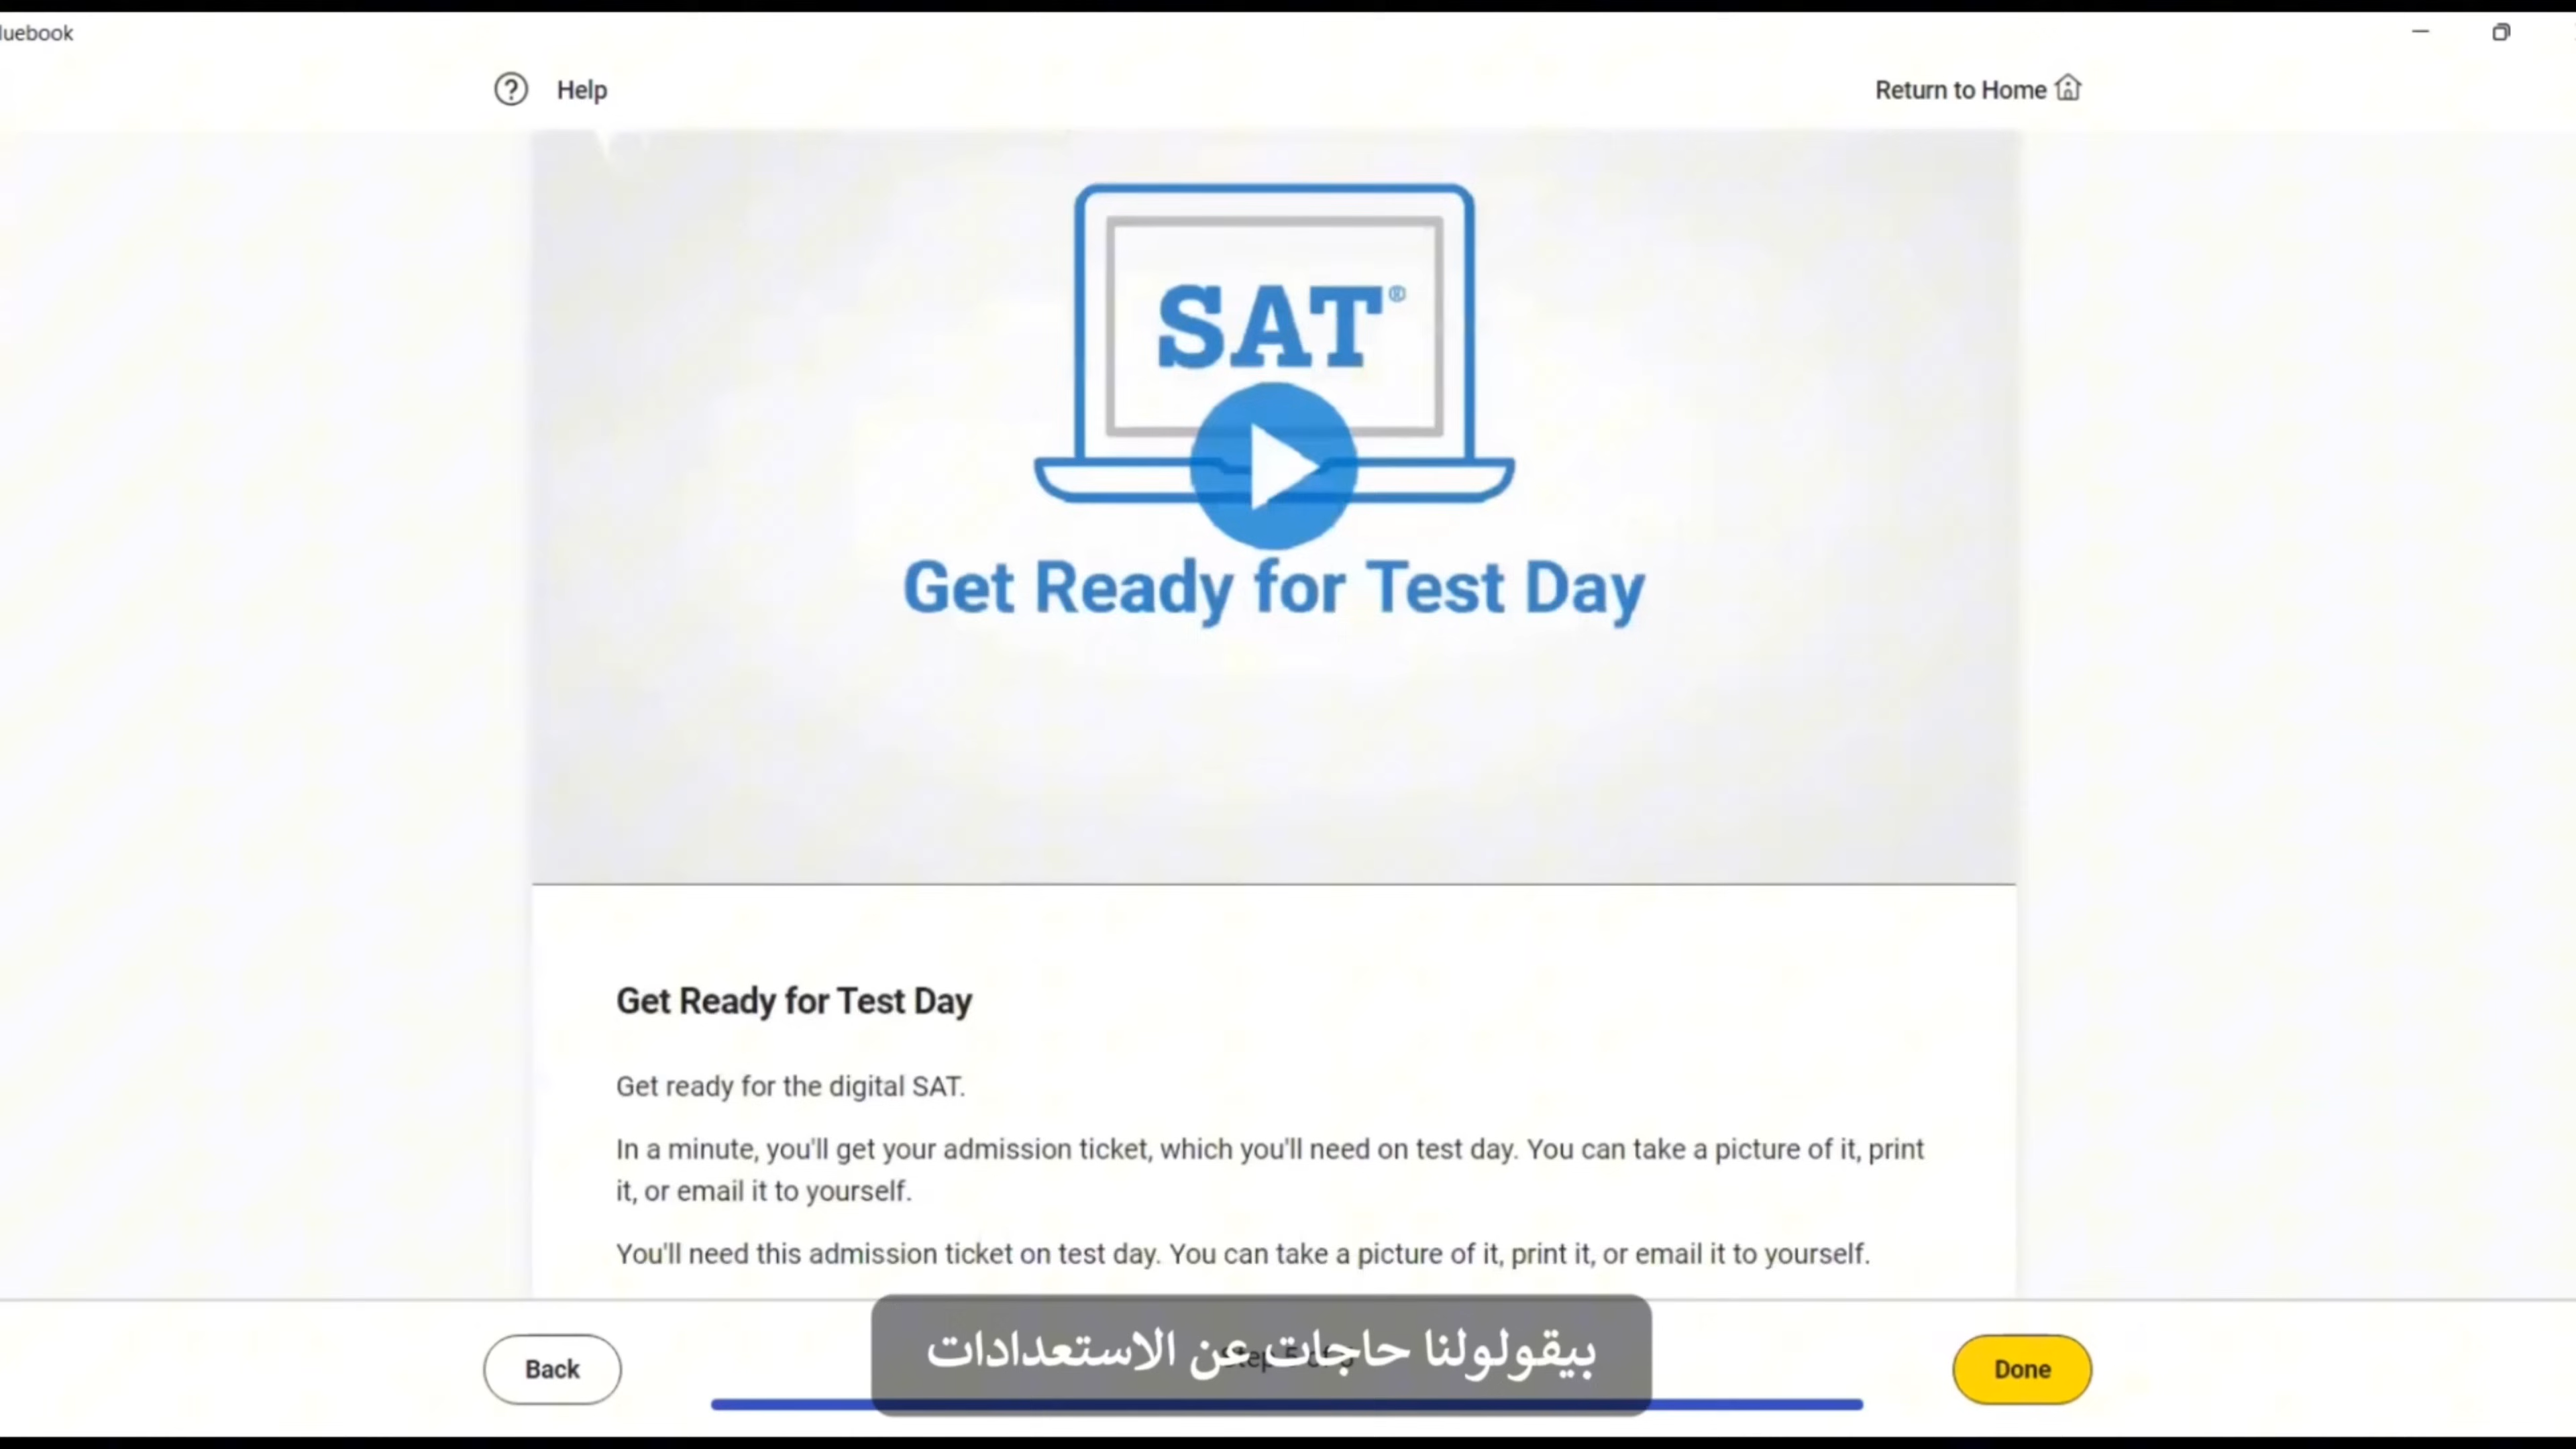 luebook
Help
Return to Home
SAT®
Get Ready for Test Day
Get Ready for Test Day
Get ready for the digital SAT.
In a minute, you'll get your admission ticket, which you'll need on test day. You can take a picture of it, print
it, or email it to yourself.
You'll need this admission ticket on test day. You can take a picture of it, print it, or email it to yourself.
Back
بيقولولنا حاجات عن الاستعدادات
Done